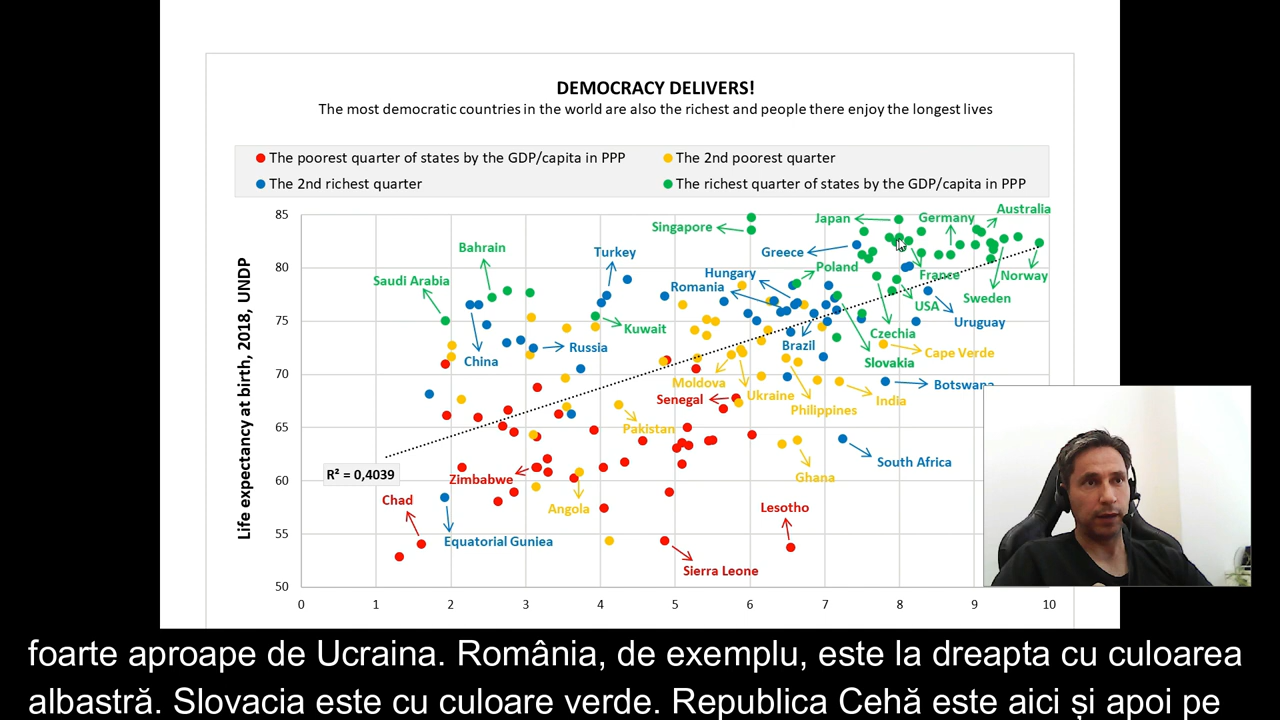 DEMOCRACY DELIVERS!
The most democratic countries in the world are also the richest and people there enjoy the longest lives
The poorest quarter of states by the GDP/capita in PPP
The 2nd poorest quarter
The 2nd richest quarter
The richest quarter of states by the GDP/capita in PPP
Life expectancy at birth, 2018, UNDP
85
80
75
70
65
60
55
50
0 1 2 3 4 5 6 7 8 9 10
Australia
Japan
Germany
Singapore
Bahrain
Turkey
Greece
Poland
Hungary
France
Norway
Saudi Arabia
Romania
Sweden
USA
Uruguay
Kuwait
Czechia
Russia
Brazil
Cape Verde
China
Slovakia
Moldova
Botswana
Ukraine
Senegal
India
Philippines
Pakistan
South Africa
R² = 0,4039
Zimbabwe
Ghana
Chad
Angola
Lesotho
Equatorial Guniea
Sierra Leone
foarte aproape de Ucraina. România, de exemplu, este la dreapta cu culoarea
albastră. Slovacia este cu culoare verde. Republica Cehă este aici și apoi pe